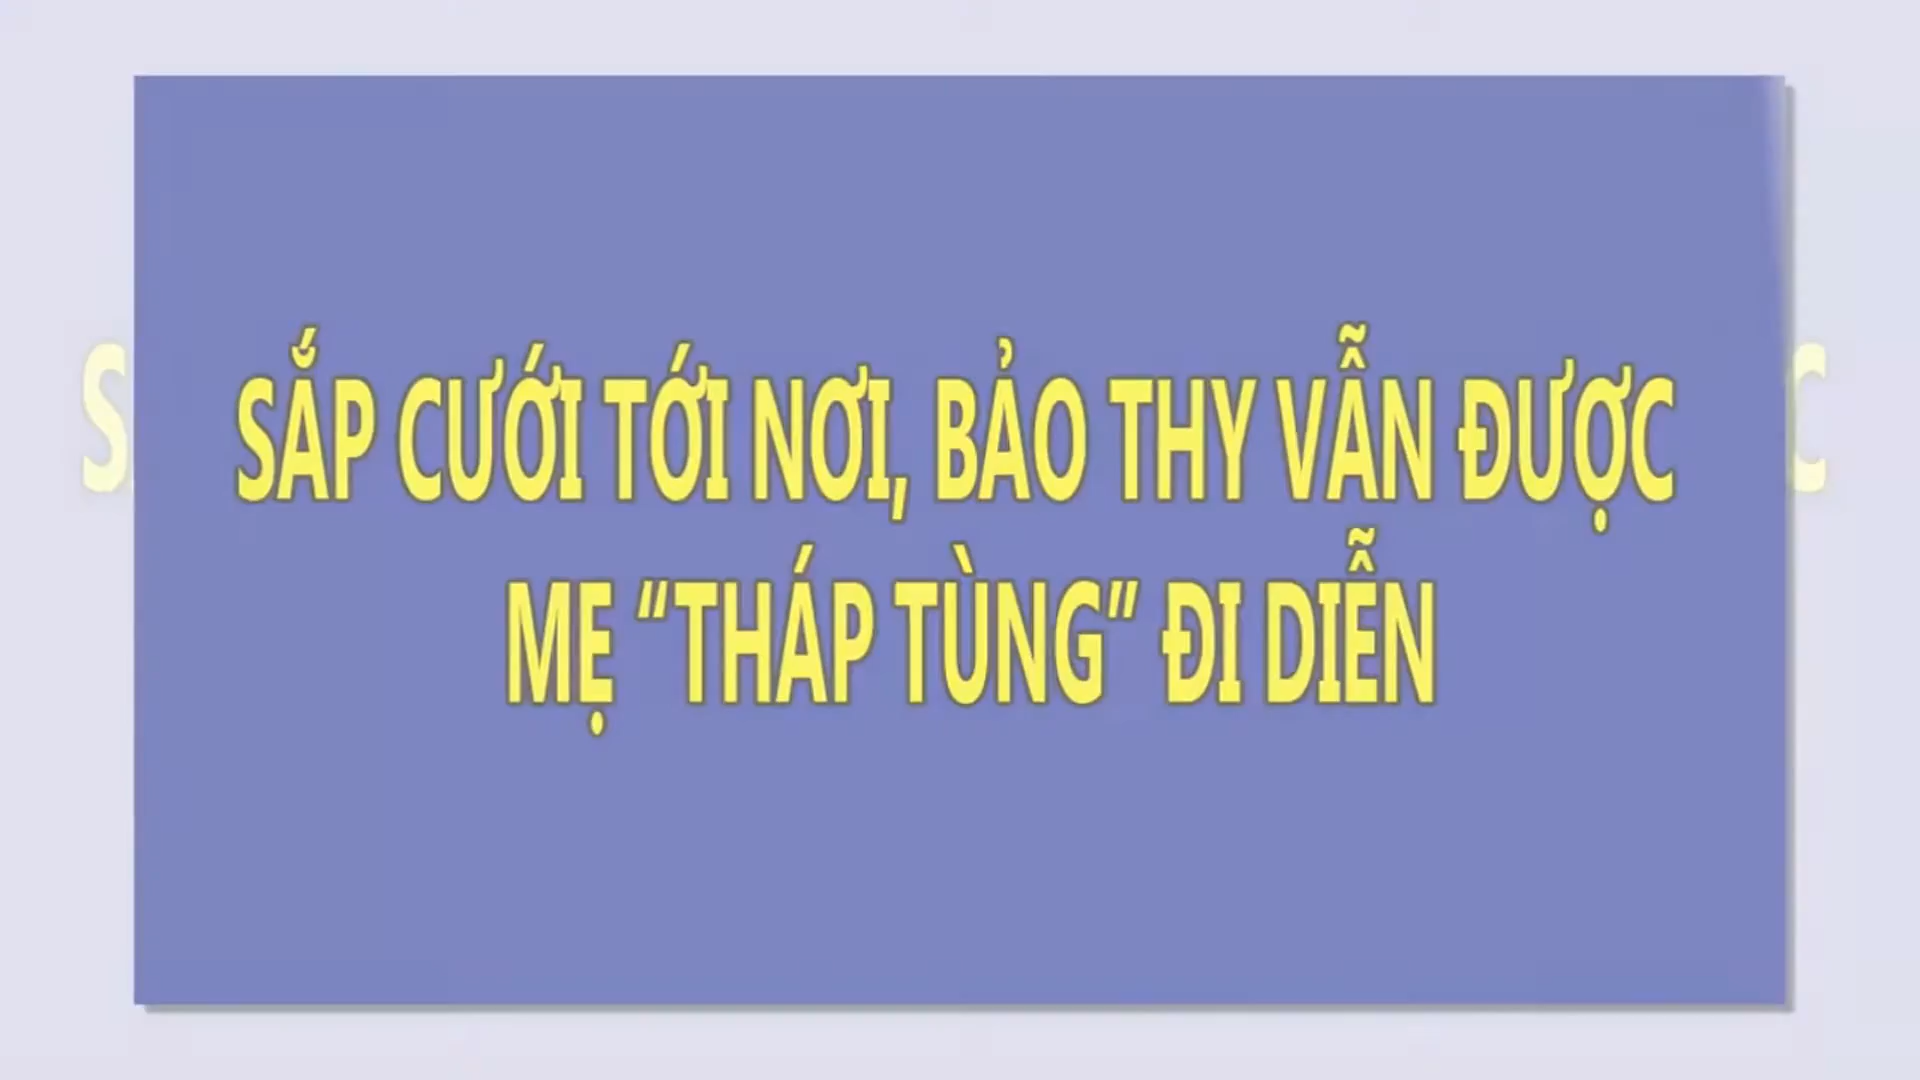 SẮP CƯỚI TỚI NƠI, BẢO THY VẪN ĐƯỢC
MẸ “THÁP TÙNG” ĐI DIỄN